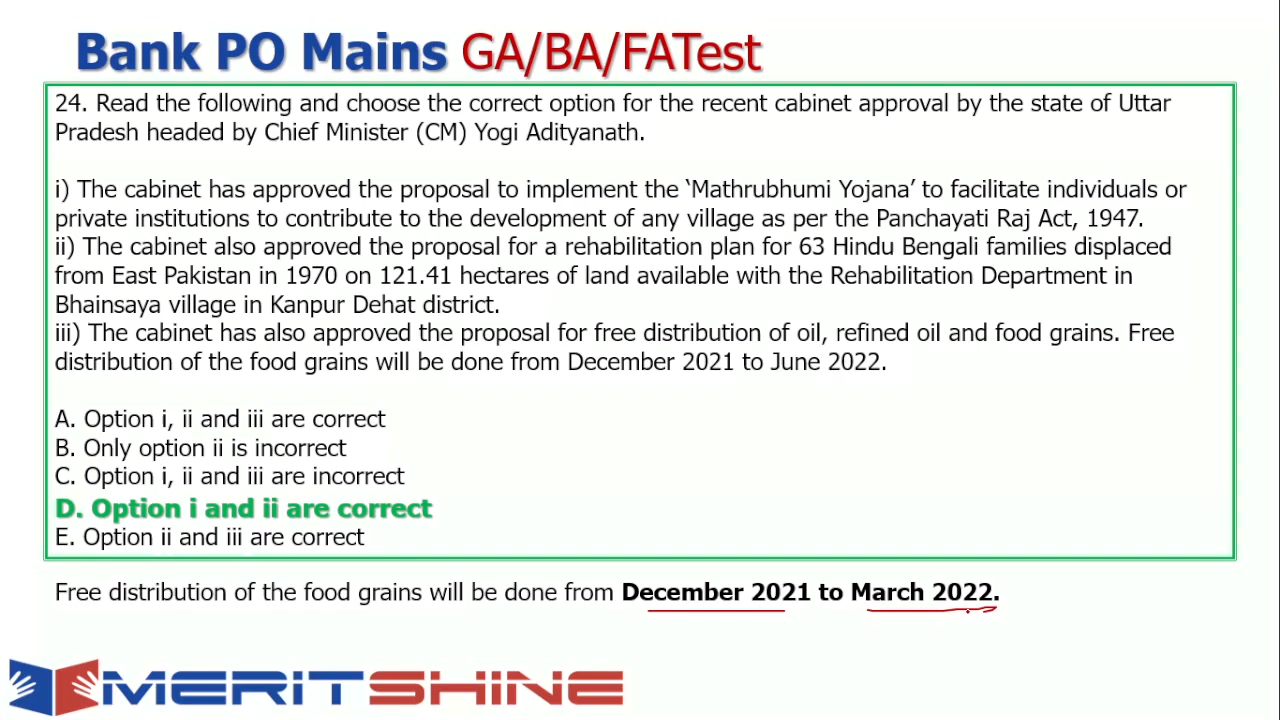 Bank PO Mains GA/BA/FATest
24. Read the following and choose the correct option for the recent cabinet approval by the state of Uttar
Pradesh headed by Chief Minister (CM) Yogi Adityanath.
i) The cabinet has approved the proposal to implement the ‘Mathrubhumi Yojana’ to facilitate individuals or
private institutions to contribute to the development of any village as per the Panchayati Raj Act, 1947.
ii) The cabinet also approved the proposal for a rehabilitation plan for 63 Hindu Bengali families displaced
from East Pakistan in 1970 on 121.41 hectares of land available with the Rehabilitation Department in
Bhainsaya village in Kanpur Dehat district.
iii) The cabinet has also approved the proposal for free distribution of oil, refined oil and food grains. Free
distribution of the food grains will be done from December 2021 to June 2022.
A. Option i, ii and iii are correct
B. Only option ii is incorrect
C. Option i, ii and iii are incorrect
D. Option i and ii are correct
E. Option ii and iii are correct
Free distribution of the food grains will be done from December 2021 to March 2022.
MERITSHINE